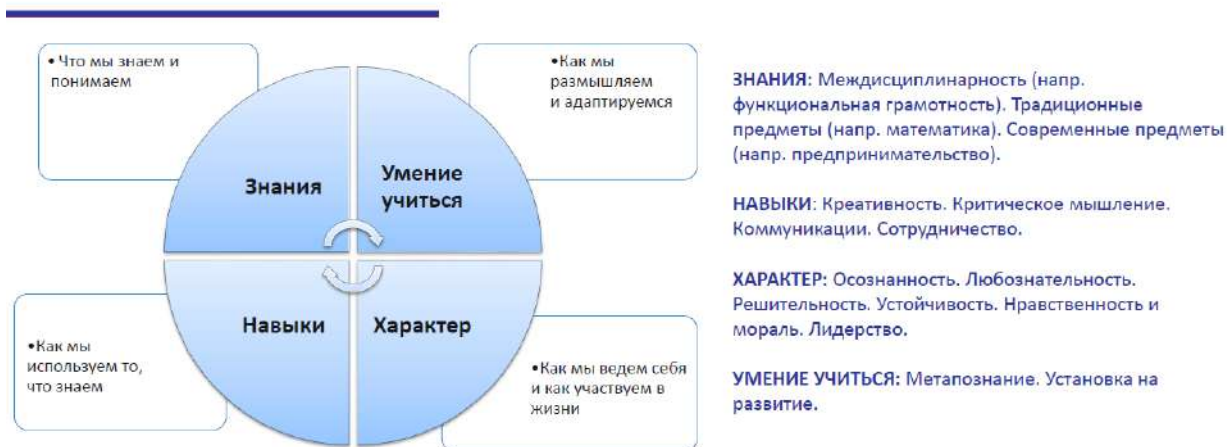 • Что мы знаем и
понимаем
•Как мы
размышляем
и адаптируемся
Знания
Умение
учиться
Навыки
Характер
•Как мы
используем то,
что знаем
•Как мы ведем себя
и как участвуем в
жизни
ЗНАНИЯ: Междисциплинарность (напр.
функциональная грамотность). Традиционные
предметы (напр. математика). Современные предметы
(напр. предпринимательство).
НАВЫКИ: Креативность. Критическое мышление.
Коммуникации. Сотрудничество.
ХАРАКТЕР: Осознанность. Любознательность.
Решительность. Устойчивость. Нравственность и
мораль. Лидерство.
УМЕНИЕ УЧИТЬСЯ: Метапознание. Установка на
развитие.